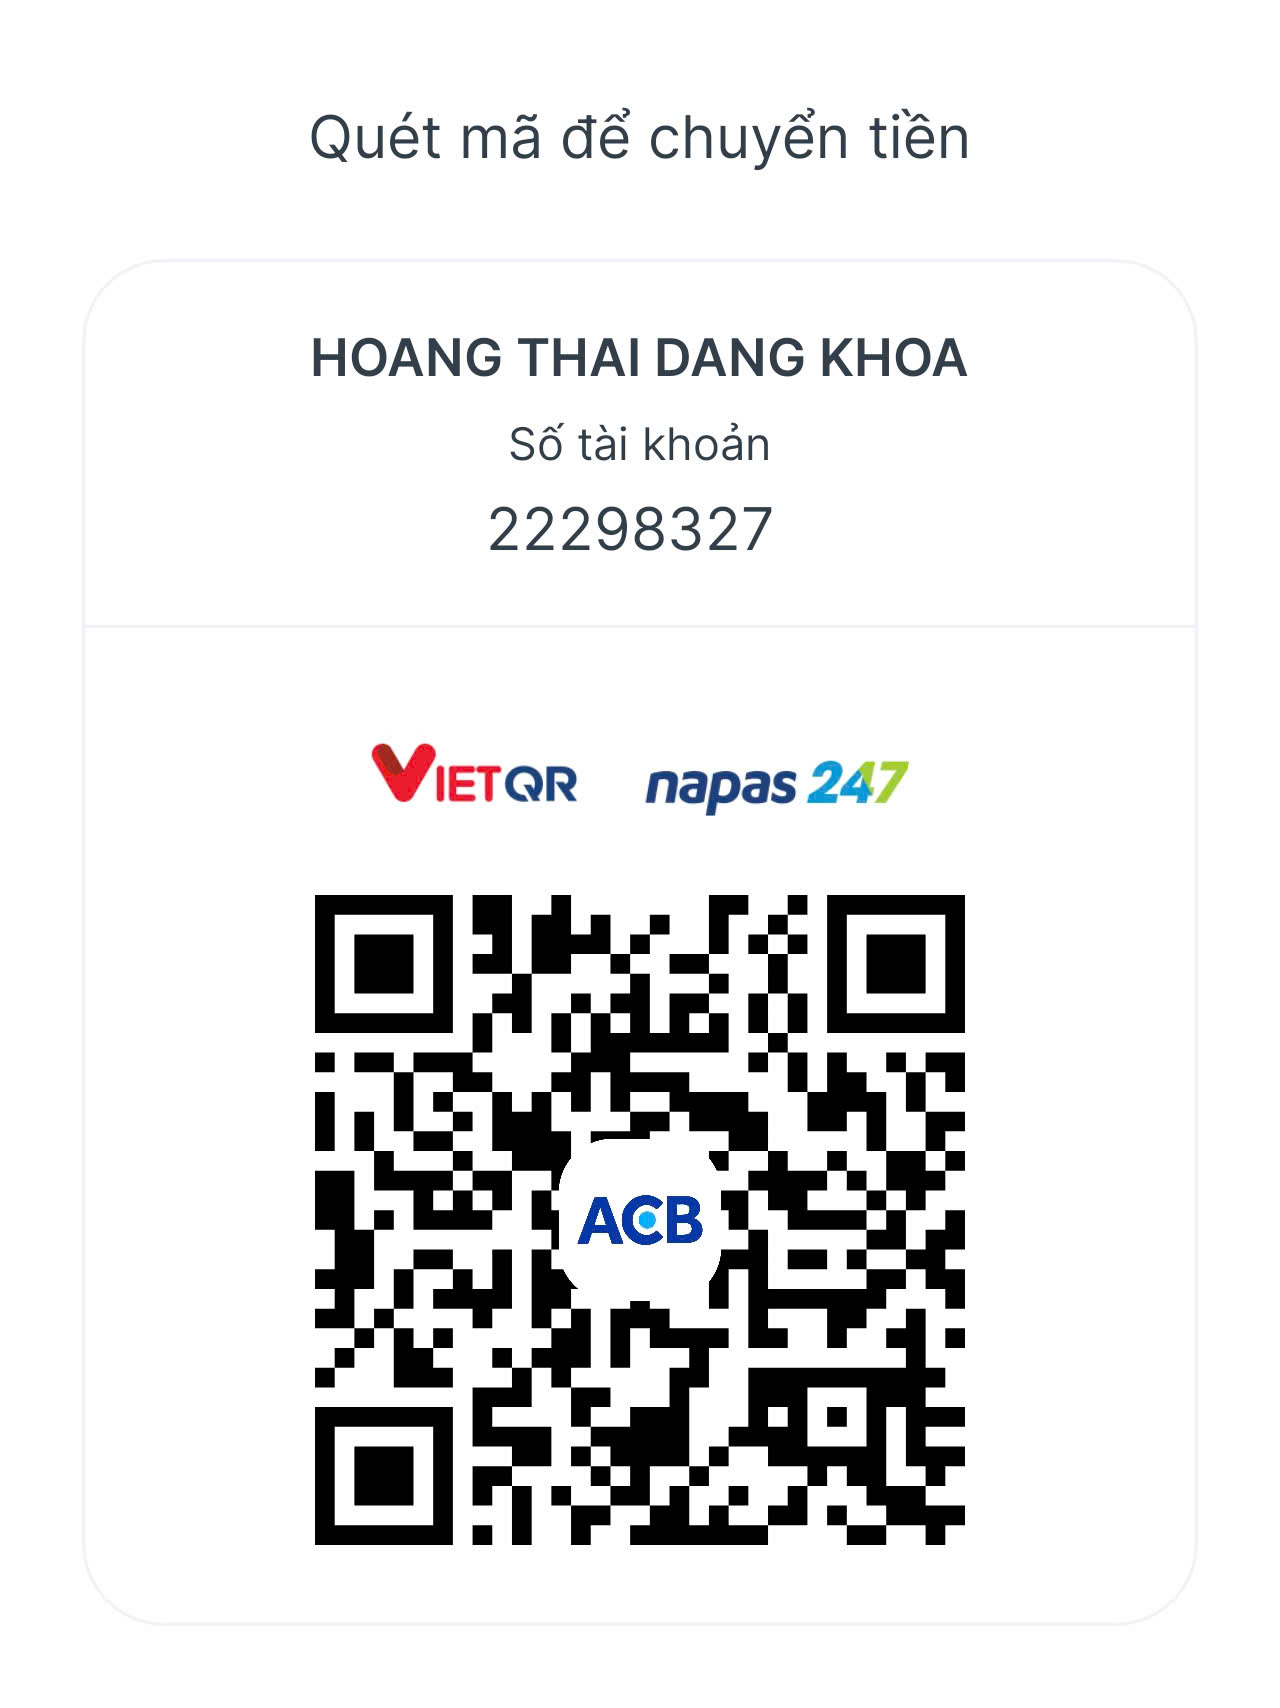 Quét mã để chuyển tiền
HOANG THAI DANG KHOA
Số tài khoản
22298327
VIETQR napas 247
ACB